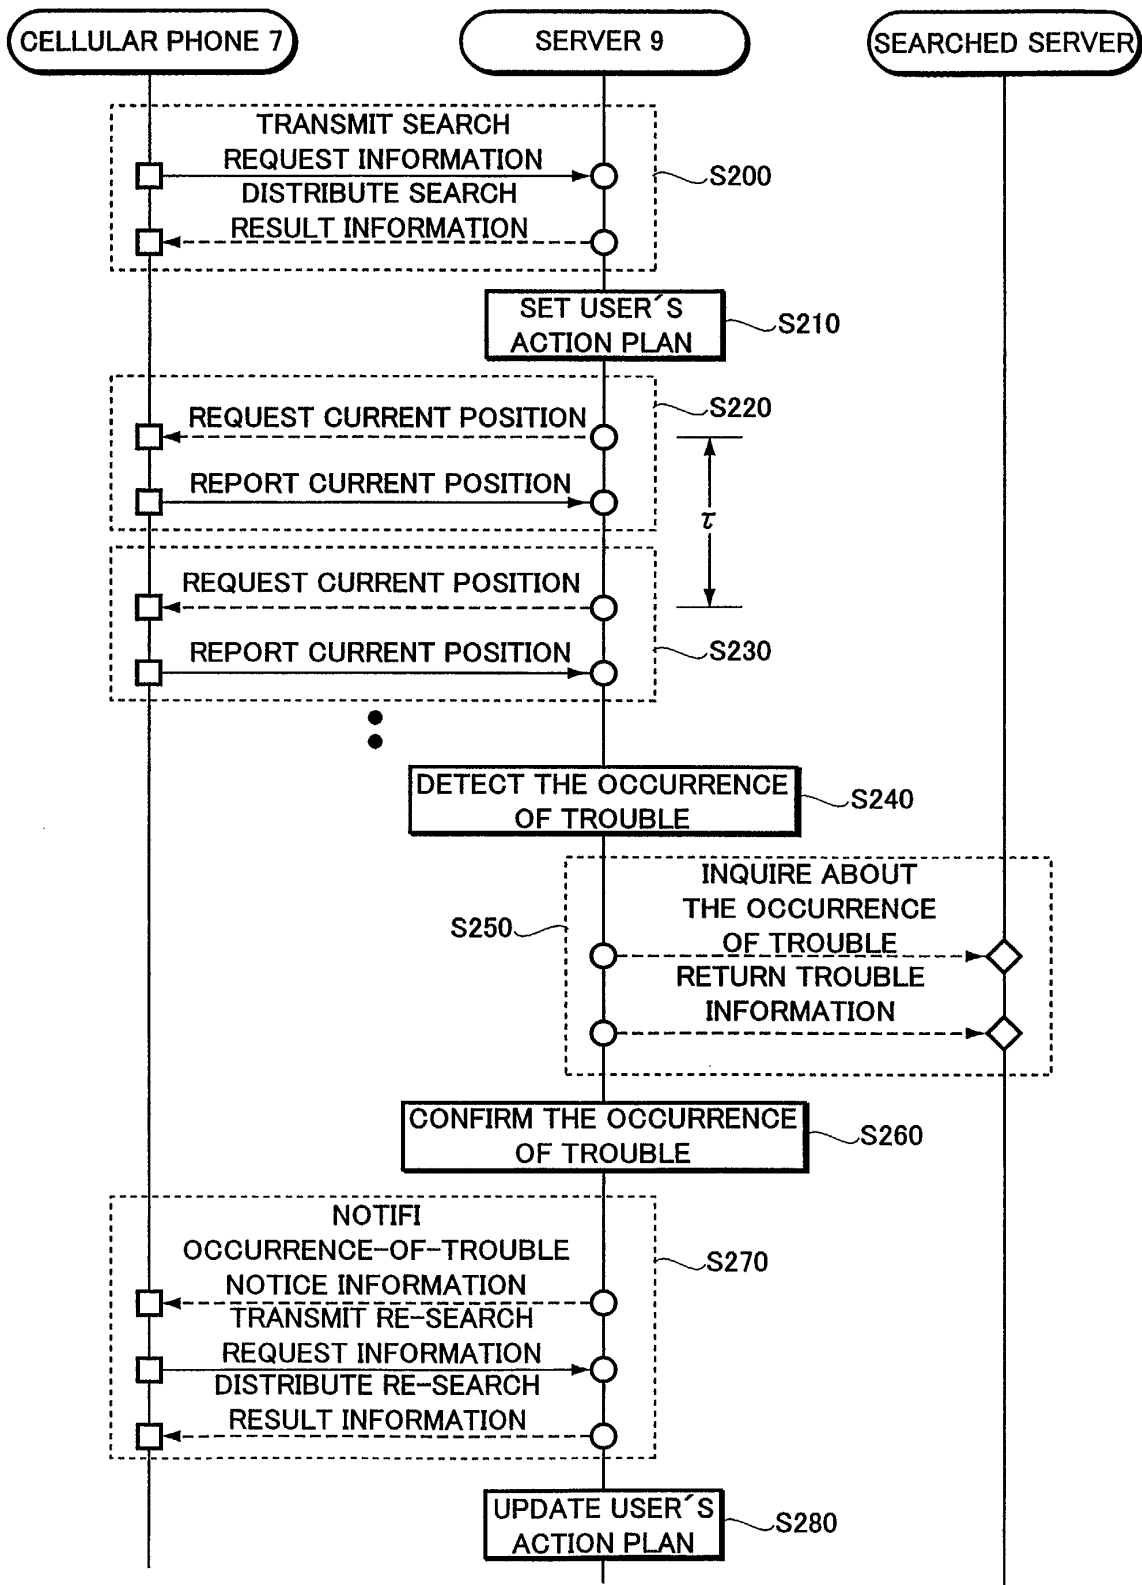 CELLULAR PHONE 7
SERVER 9
SEARCHED SERVER
TRANSMIT SEARCH
REQUEST INFORMATION
DISTRIBUTE SEARCH
RESULT INFORMATION
S200
SET USER´S
ACTION PLAN
S210
REQUEST CURRENT POSITION
REPORT CURRENT POSITION
S220
τ
REQUEST CURRENT POSITION
REPORT CURRENT POSITION
S230
DETECT THE OCCURRENCE
OF TROUBLE
S240
INQUIRE ABOUT
THE OCCURRENCE
OF TROUBLE
RETURN TROUBLE
INFORMATION
S250
CONFIRM THE OCCURRENCE
OF TROUBLE
S260
NOTIFI
OCCURRENCE-OF-TROUBLE
NOTICE INFORMATION
TRANSMIT RE-SEARCH
REQUEST INFORMATION
DISTRIBUTE RE-SEARCH
RESULT INFORMATION
S270
UPDATE USER´S
ACTION PLAN
S280